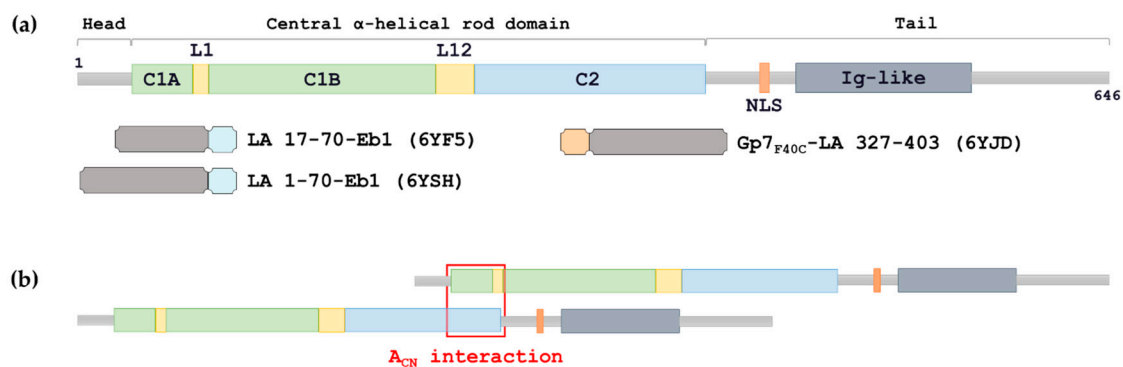 (a)
Head Central α-helical rod domain Tail
1 L1 L12
C1A C1B C2 Ig-like
NLS 646
LA 17-70-Eb1 (6YF5) Gp7F40C-LA 327-403 (6YJD)
LA 1-70-Eb1 (6YSH)
(b)
ACN interaction